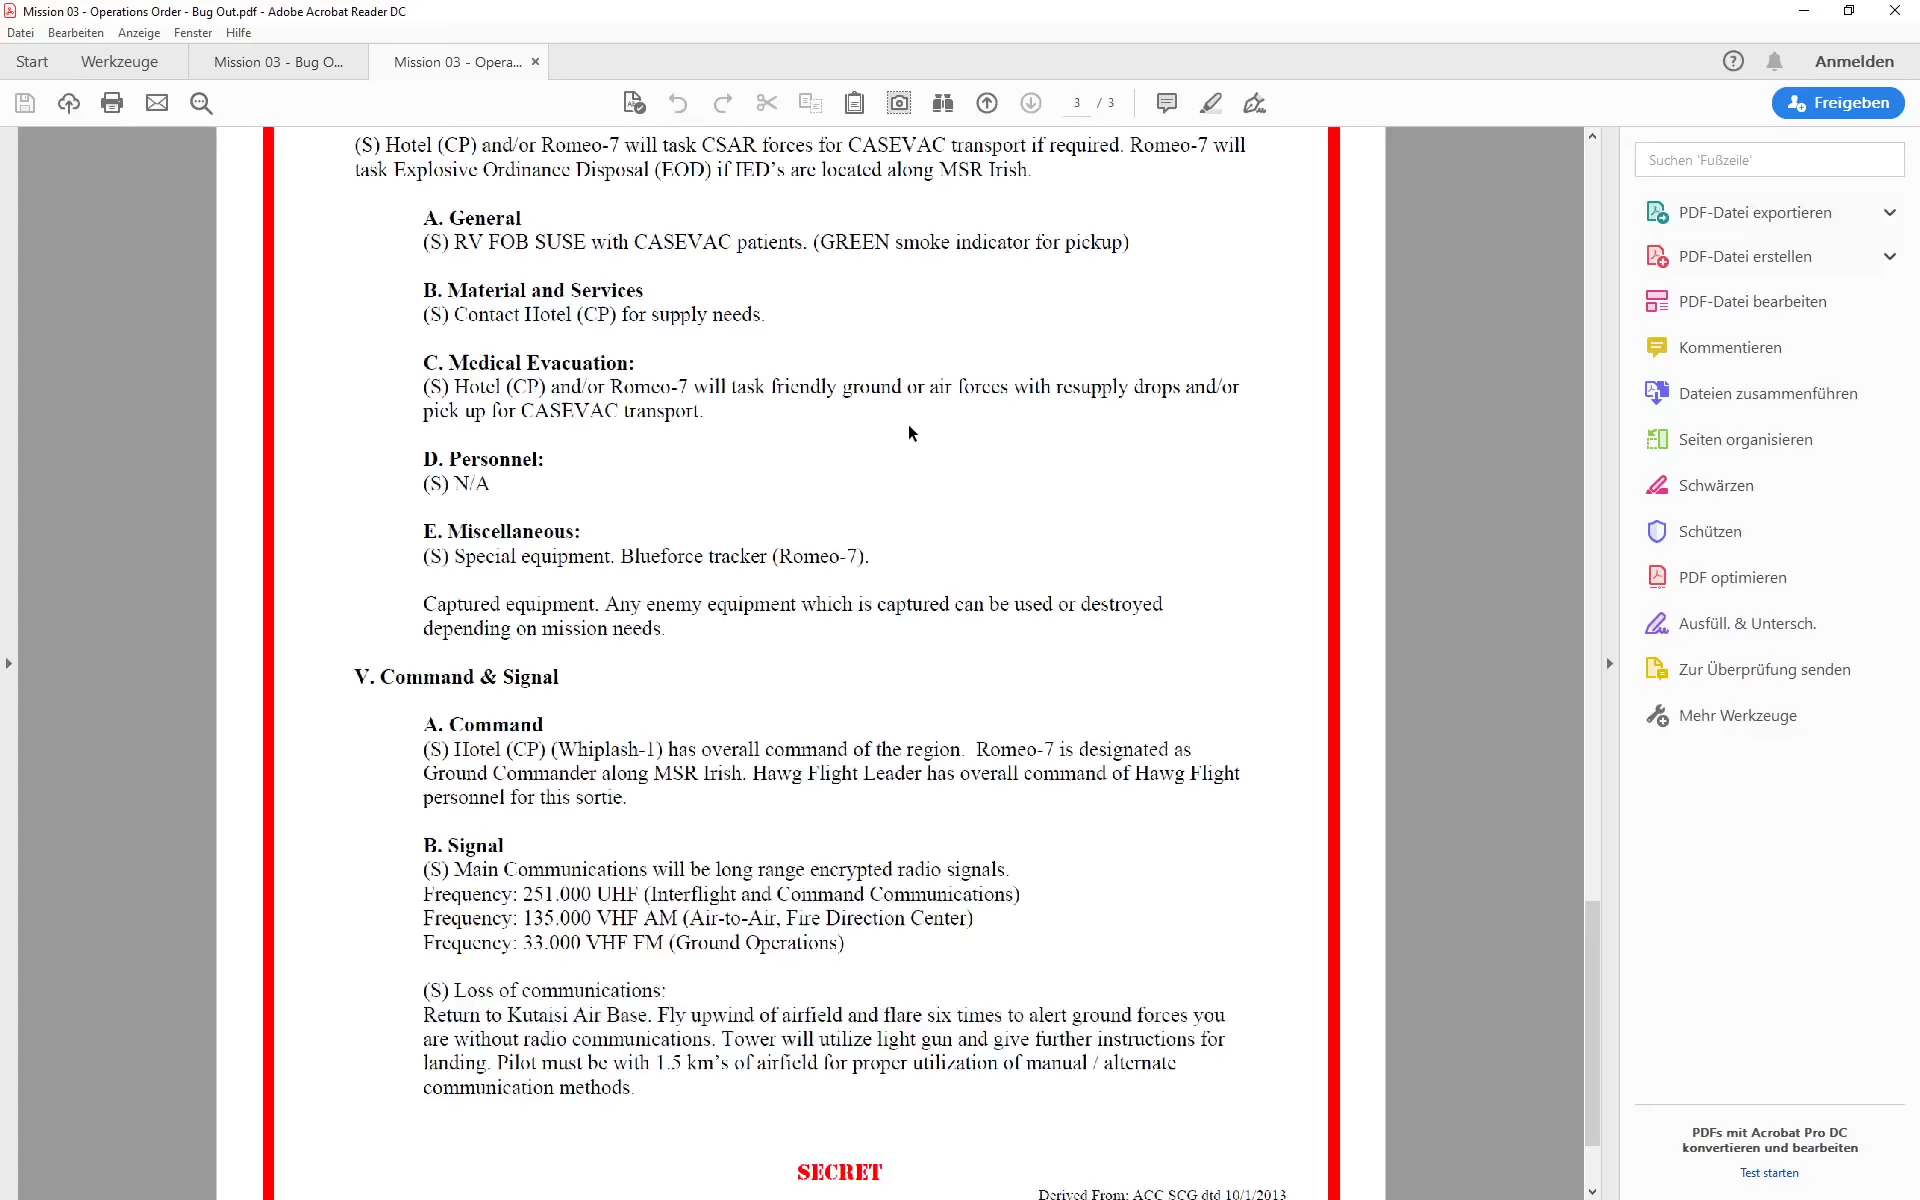 Mission 03 - Operations Order - Bug Out.pdf - Adobe Acrobat Reader DC
Datei Bearbeiten Anzeige Fenster Hilfe
Start Werkzeuge Mission 03 - Bug O... Mission 03 - Opera... Anmelden
3 / 3 Freigeben
(S) Hotel (CP) and/or Romeo-7 will task CSAR forces for CASEVAC transport if required. Romeo-7 will
task Explosive Ordinance Disposal (EOD) if IED's are located along MSR Irish.
A. General
(S) RV FOB SUSE with CASEVAC patients. (GREEN smoke indicator for pickup)
B. Material and Services
(S) Contact Hotel (CP) for supply needs.
C. Medical Evacuation:
(S) Hotel (CP) and/or Romeo-7 will task friendly ground or air forces with resupply drops and/or
pick up for CASEVAC transport.
D. Personnel:
(S) N/A
E. Miscellaneous:
(S) Special equipment. Blueforce tracker (Romeo-7).
Captured equipment. Any enemy equipment which is captured can be used or destroyed
depending on mission needs.
V. Command & Signal
A. Command
(S) Hotel (CP) (Whiplash-1) has overall command of the region. Romeo-7 is designated as
Ground Commander along MSR Irish. Hawg Flight Leader has overall command of Hawg Flight
personnel for this sortie.
B. Signal
(S) Main Communications will be long range encrypted radio signals.
Frequency: 251.000 UHF (Interflight and Command Communications)
Frequency: 135.000 VHF AM (Air-to-Air, Fire Direction Center)
Frequency: 33.000 VHF FM (Ground Operations)
(S) Loss of communications:
Return to Kutaisi Air Base. Fly upwind of airfield and flare six times to alert ground forces you
are without radio communications. Tower will utilize light gun and give further instructions for
landing. Pilot must be with 1.5 km's of airfield for proper utilization of manual / alternate
communication methods.
SECRET
Derived From: ACC SCG dtd 10/1/2013
Suchen 'Fußzeile'
PDF-Datei exportieren
PDF-Datei erstellen
PDF-Datei bearbeiten
Kommentieren
Dateien zusammenführen
Seiten organisieren
Schwärzen
Schützen
PDF optimieren
Ausfüll. & Untersch.
Zur Überprüfung senden
Mehr Werkzeuge
PDFs mit Acrobat Pro DC
konvertieren und bearbeiten
Test starten